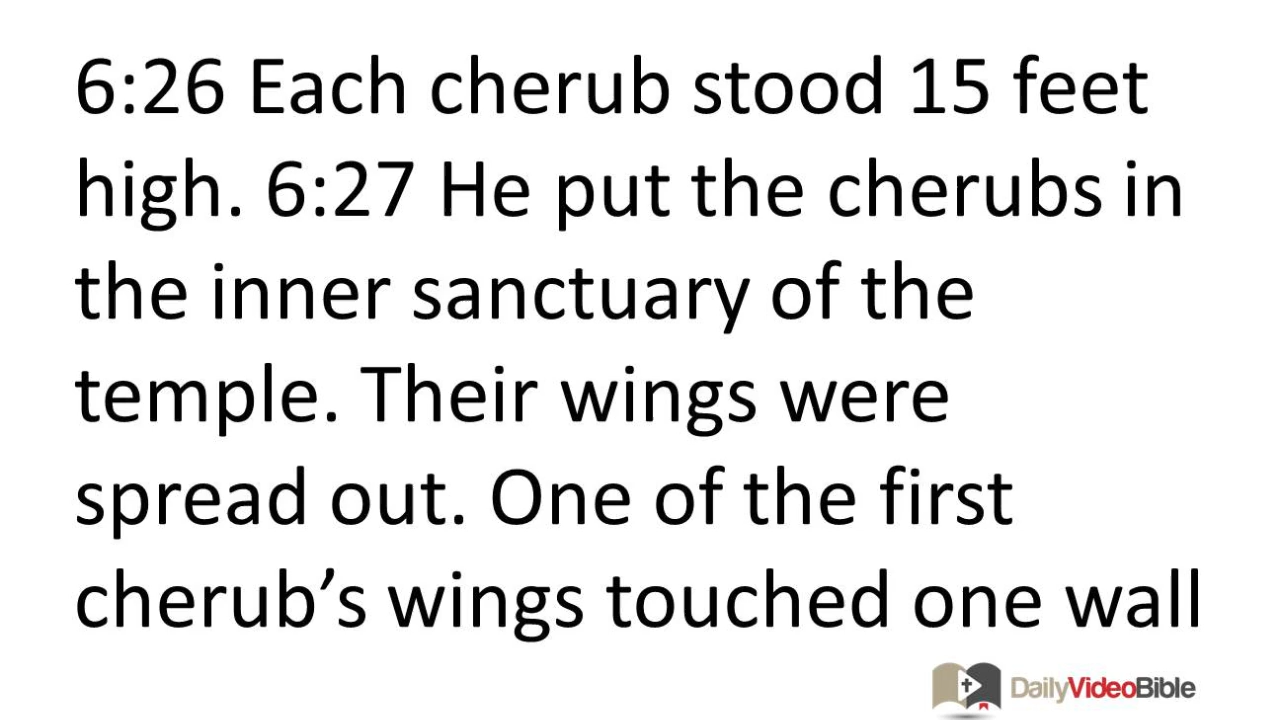 6:26 Each cherub stood 15 feet
high. 6:27 He put the cherubs in
the inner sanctuary of the
temple. Their wings were
spread out. One of the first
cherub’s wings touched one wall
DailyVideoBible